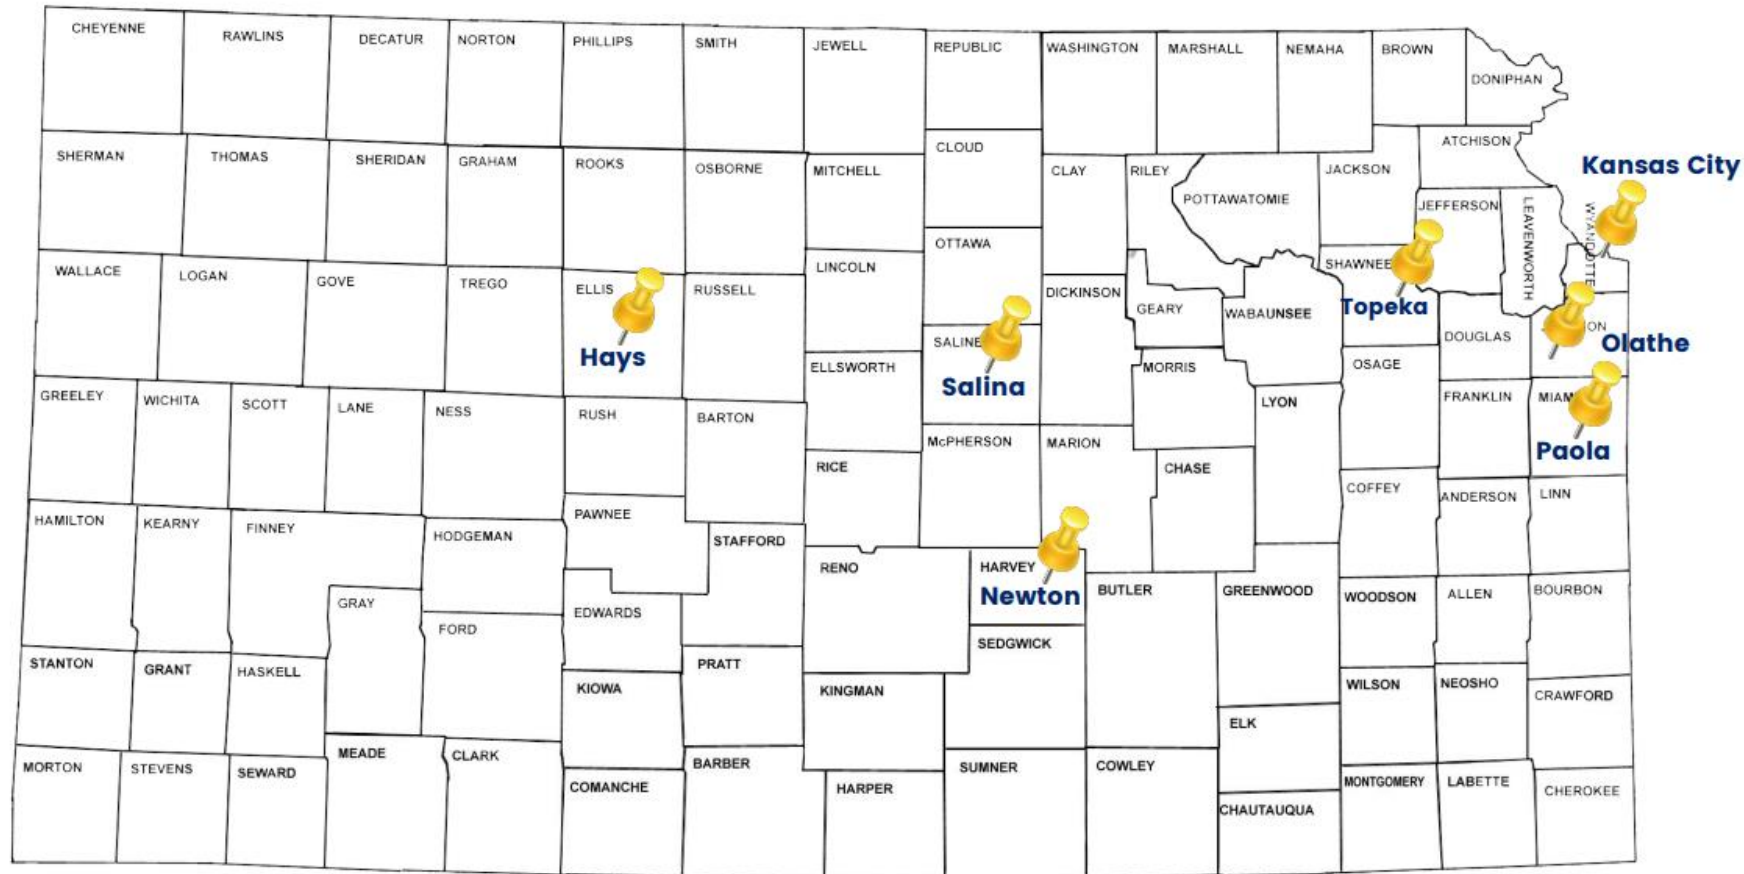 CHEYENNE
RAWLINS
DECATUR
NORTON
PHILLIPS
SMITH
JEWELL
REPUBLIC
WASHINGTON
MARSHALL
NEMAHA
BROWN
DONIPHAN
SHERMAN
THOMAS
SHERIDAN
GRAHAM
ROOKS
OSBORNE
MITCHELL
CLOUD
CLAY
RILEY
POTTAWATOMIE
JACKSON
ATCHISON
JEFFERSON
LEAVENWORTH
WYANDOTTE
Kansas City
WALLACE
LOGAN
GOVE
TREGO
ELLIS
Hays
RUSSELL
LINCOLN
OTTAWA
SALINE
Salina
DICKINSON
GEARY
WABAUNSEE
SHAWNEE
Topeka
DOUGLAS
ON
Olathe
ELLSWORTH
MORRIS
OSAGE
FRANKLIN
MIAM
Paola
GREELEY
WICHITA
SCOTT
LANE
NESS
RUSH
BARTON
RICE
McPHERSON
MARION
CHASE
LYON
COFFEY
ANDERSON
LINN
HAMILTON
KEARNY
FINNEY
HODGEMAN
PAWNEE
STAFFORD
RENO
HARVEY
Newton
BUTLER
GREENWOOD
WOODSON
ALLEN
BOURBON
GRAY
FORD
EDWARDS
SEDGWICK
STANTON
GRANT
HASKELL
KIOWA
PRATT
KINGMAN
WILSON
NEOSHO
CRAWFORD
ELK
MORTON
STEVENS
SEWARD
MEADE
CLARK
COMANCHE
BARBER
HARPER
SUMNER
COWLEY
CHAUTAUQUA
MONTGOMERY
LABETTE
CHEROKEE